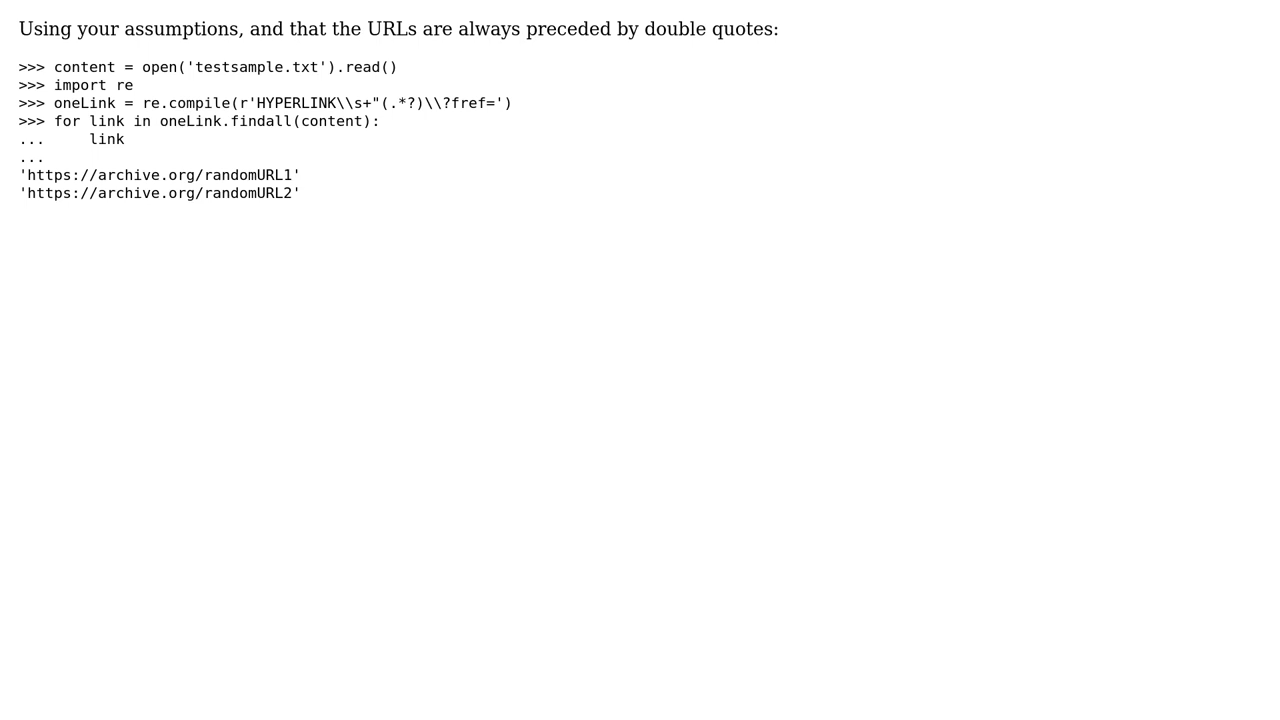 Using your assumptions, and that the URLs are always preceded by double quotes:
>>> content = open('testsample.txt').read()
>>> import re
>>> oneLink = re.compile(r'HYPERLINK\\s+"(.*?)\\?fref=')
>>> for link in oneLink.findall(content):
...     link
...
'https://archive.org/randomURL1'
'https://archive.org/randomURL2'